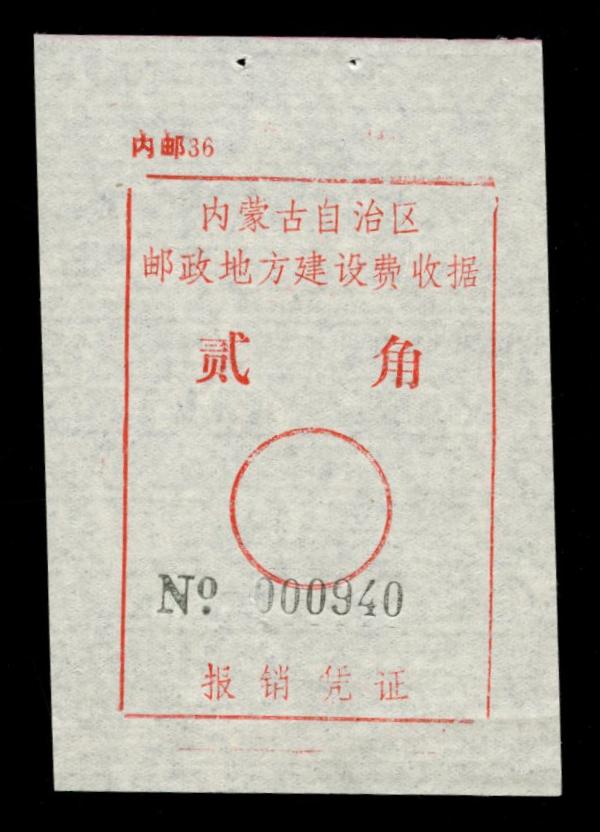 内邮36
内蒙古自治区
邮政地方建设费收据
贰 角
Nº 000940
报销凭证